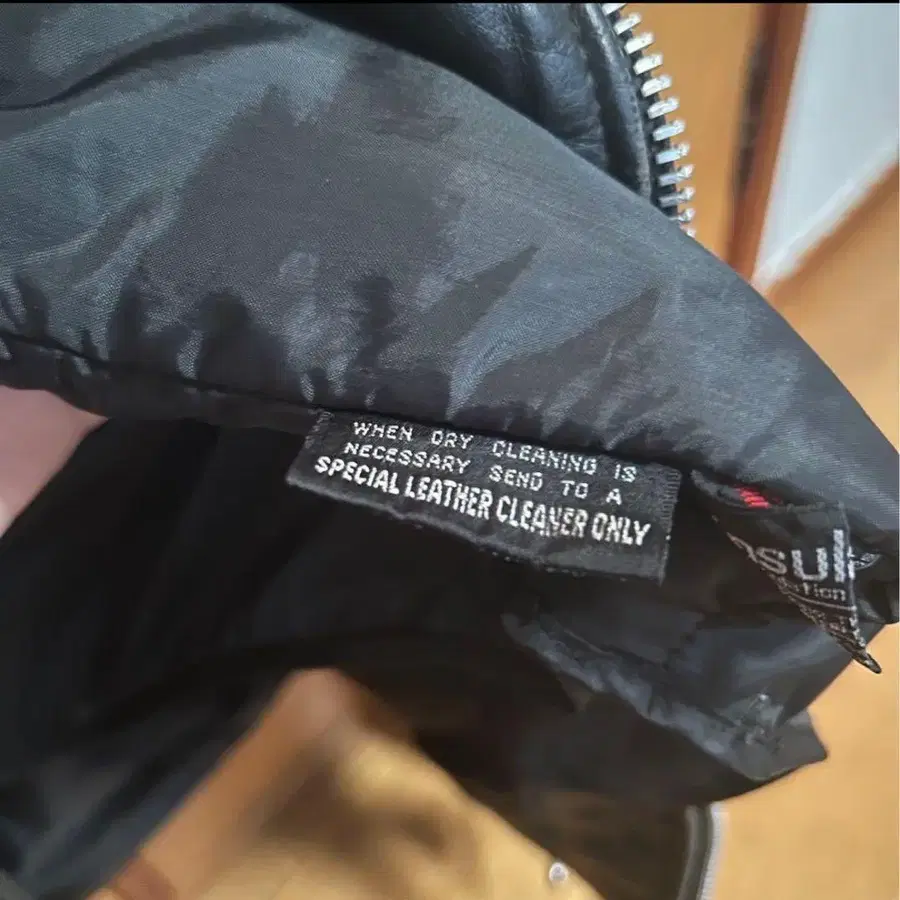 WHEN DRY CLEANING IS
NECESSARY SEND TO A
SPECIAL LEATHER CLEANER ONLY